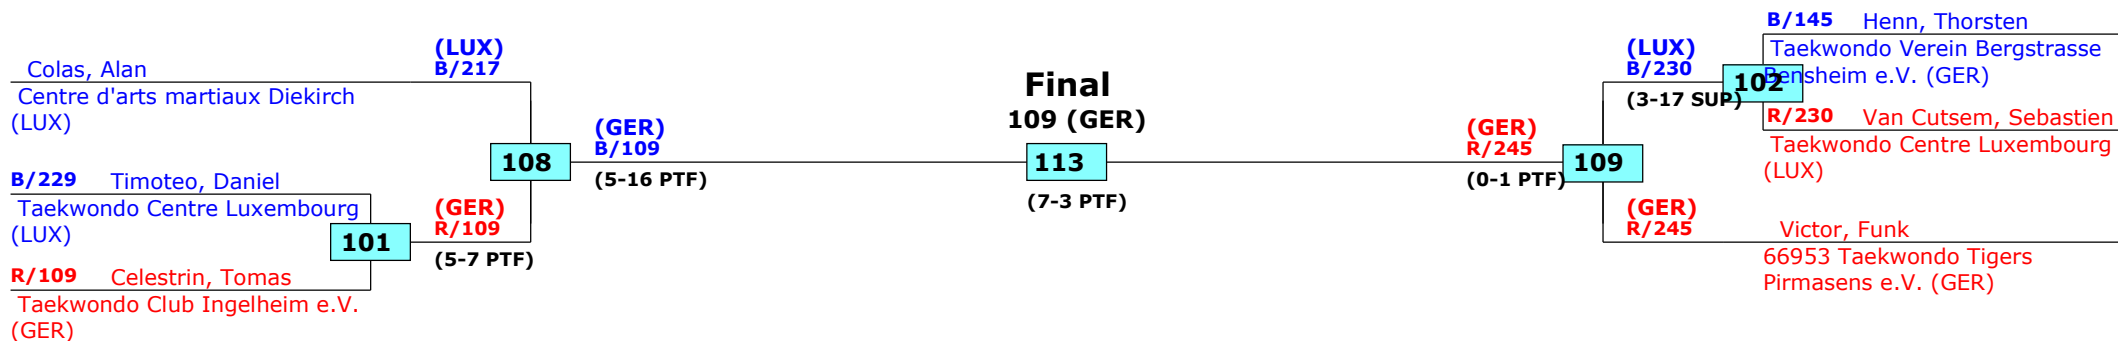 Colas, Alan
Centre d'arts martiaux Diekirch
(LUX)
(LUX)
B/217
B/229 Timoteo, Daniel
Taekwondo Centre Luxembourg
(LUX)
R/109 Celestrin, Tomas
Taekwondo Club Ingelheim e.V.
(GER)
101
(GER)
R/109
(5-7 PTF)
108
(GER)
B/109
(5-16 PTF)
Final
109 (GER)
113
(7-3 PTF)
(GER)
R/245
(0-1 PTF)
109
(LUX)
B/230
(3-17 SUP)
102
(GER)
R/245
B/145 Henn, Thorsten
Taekwondo Verein Bergstrasse
Bensheim e.V. (GER)
R/230 Van Cutsem, Sebastien
Taekwondo Centre Luxembourg
(LUX)
Victor, Funk
66953 Taekwondo Tigers
Pirmasens e.V. (GER)